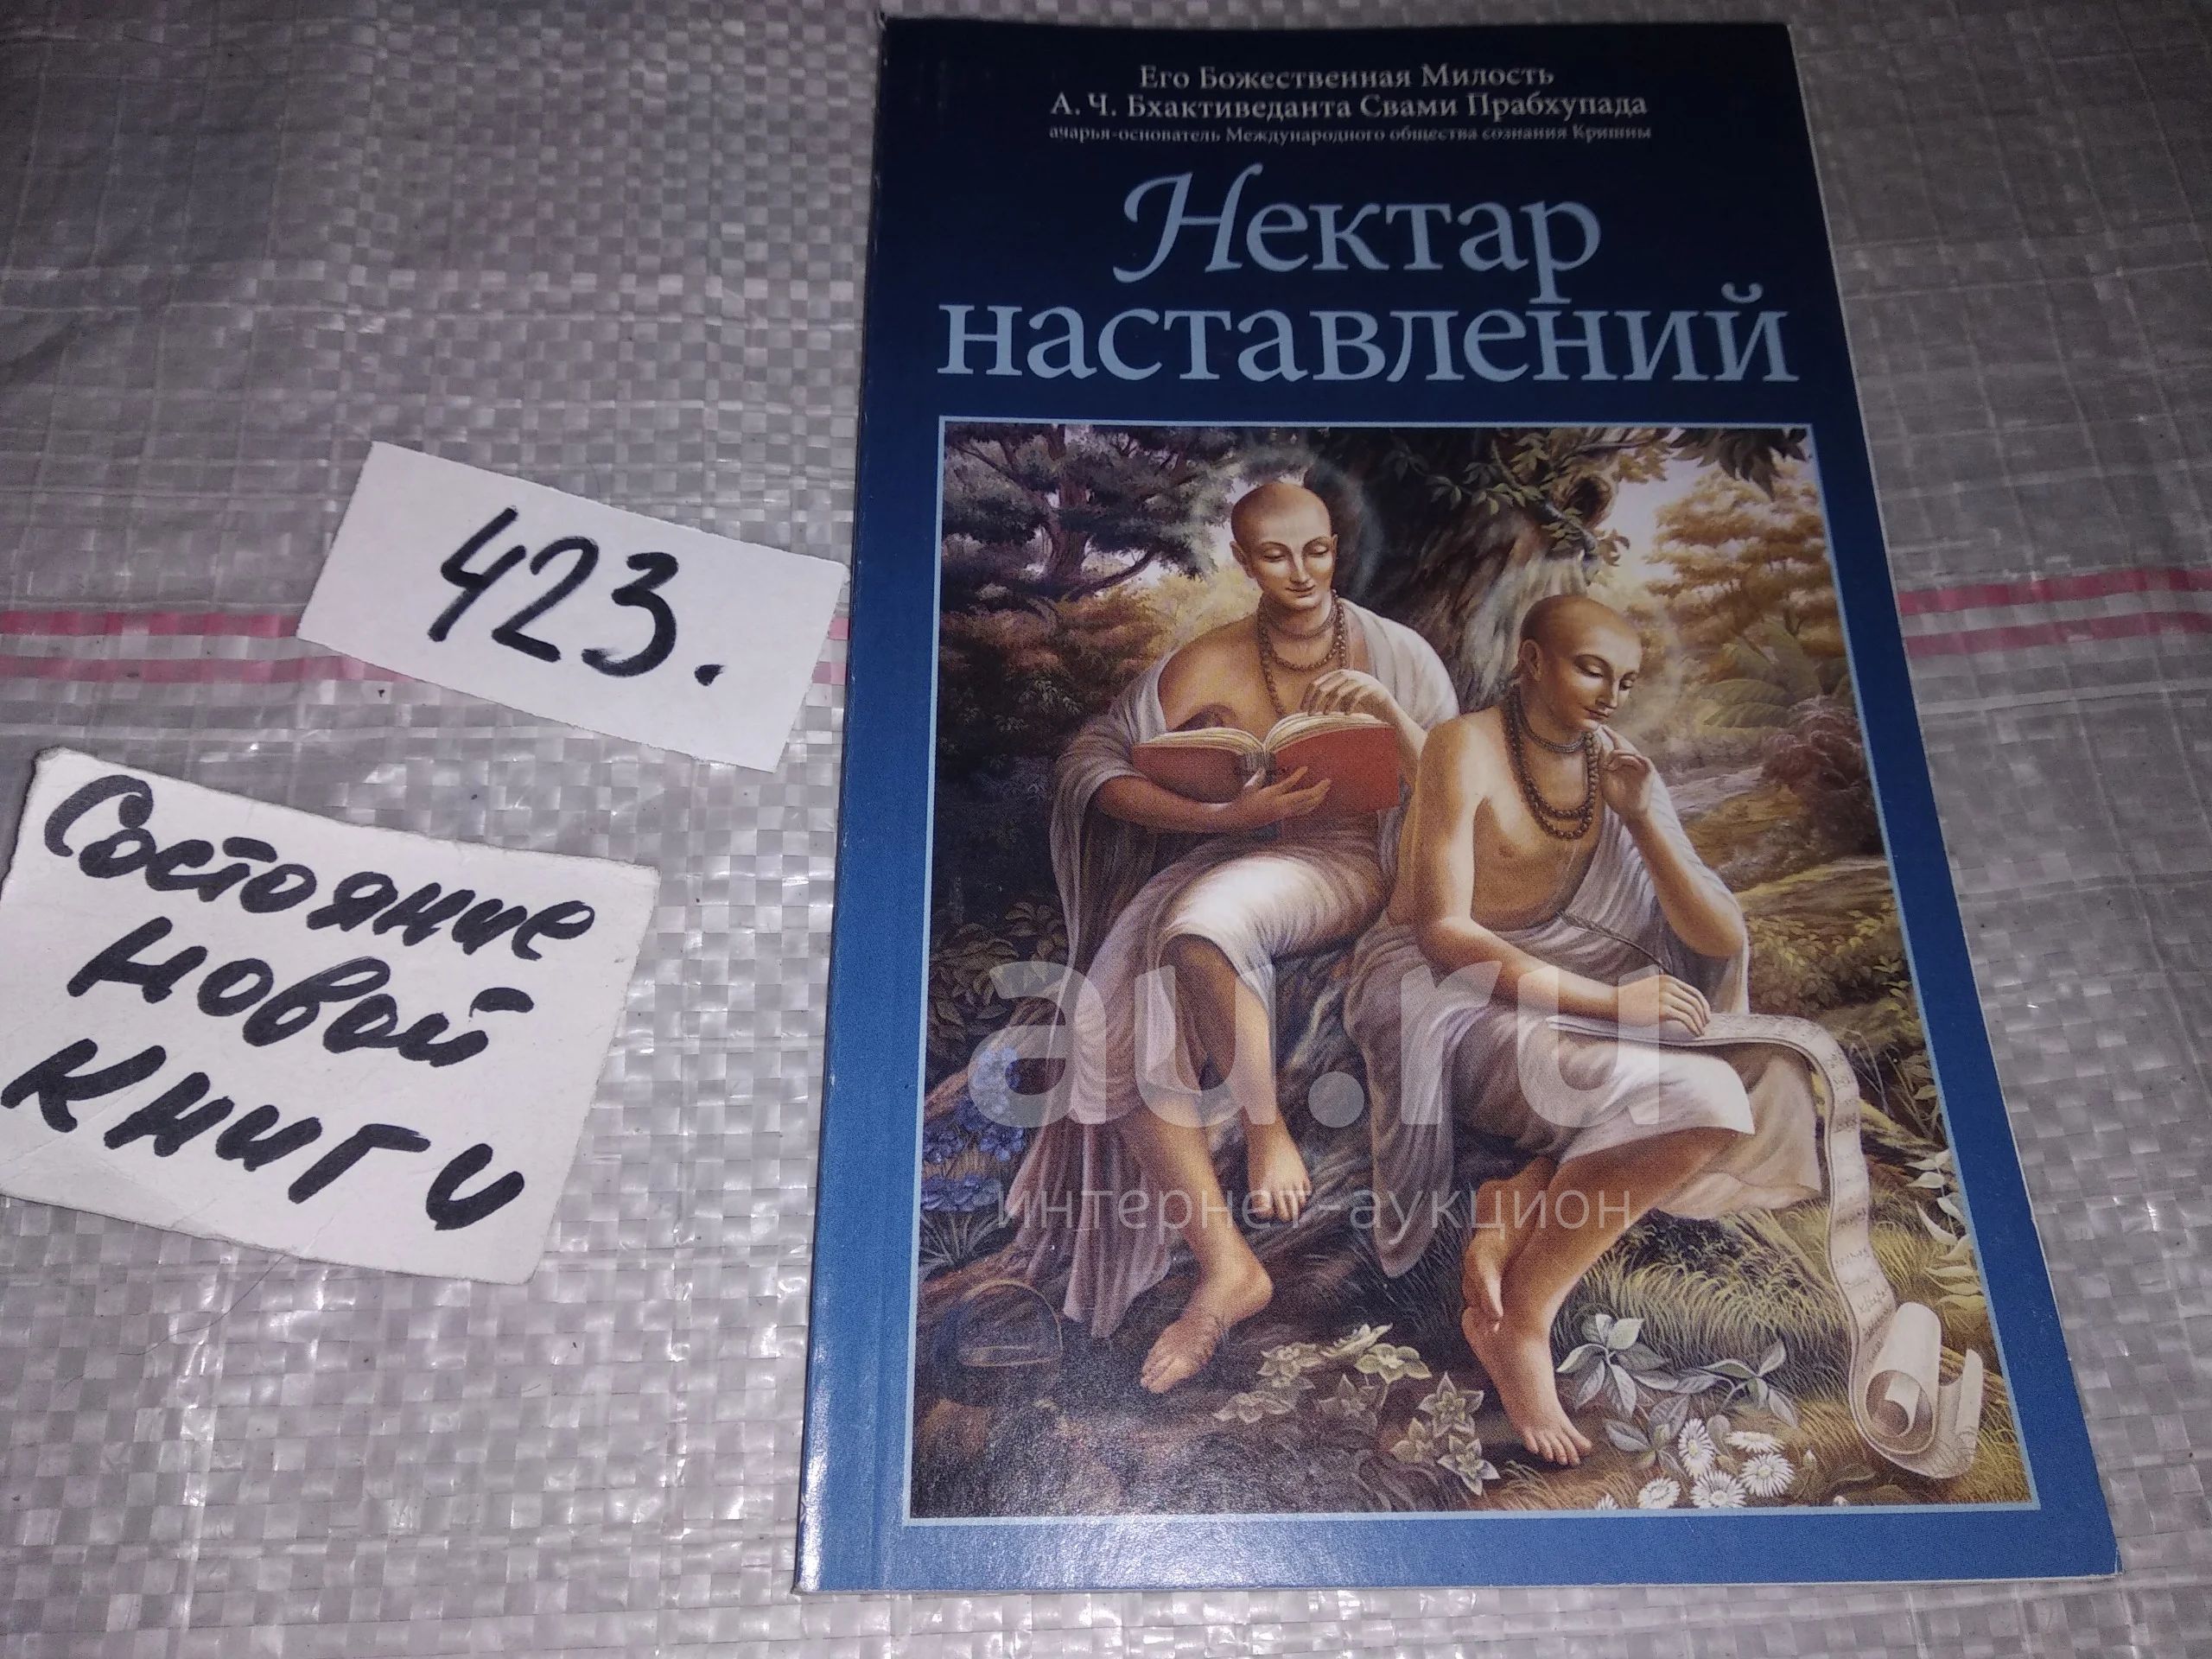 Его Божественная Милость
А. Ч. Бхактиведанта Свами Прабхупада
ачарья-основатель Международного общества сознания Кришны
Нектар
наставлений
423.
Состояние
новой
книги
au.ru
интернет-аукцион